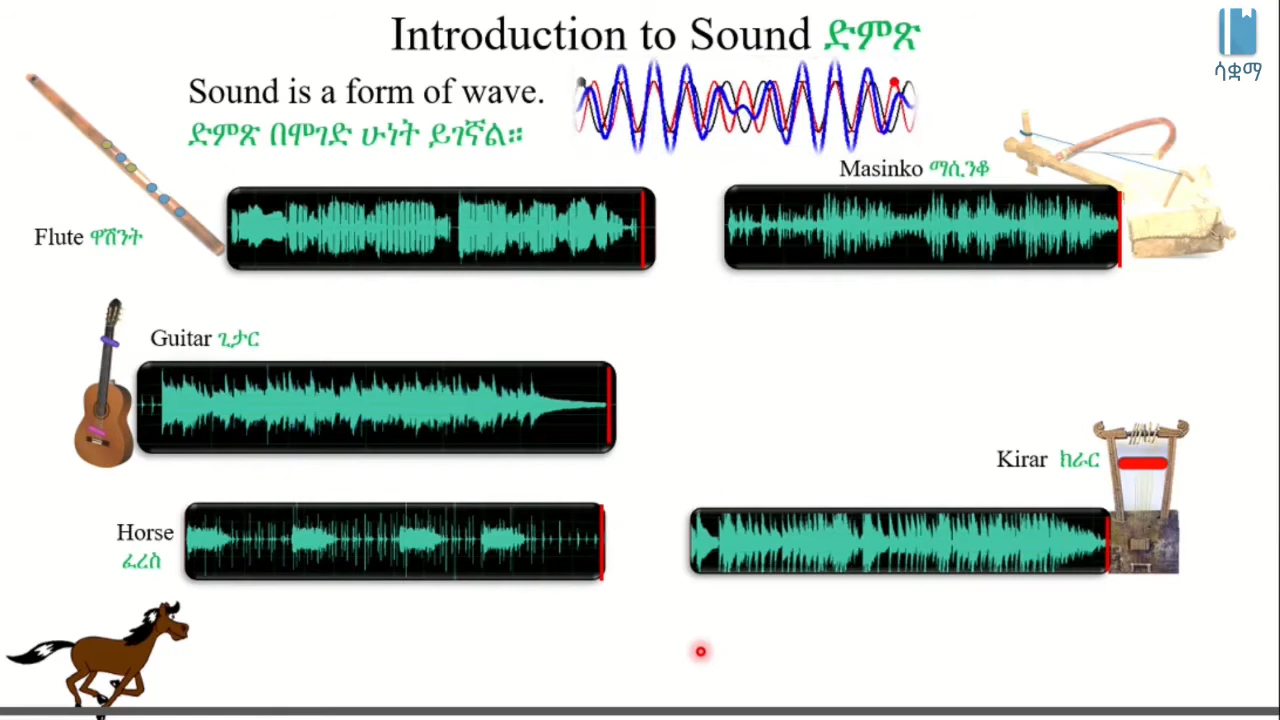 Introduction to Sound ድምጽ
ሳቋማ
Sound is a form of wave.
ድምጽ በሞገድ ሁነት ይገኛል።
Masinko ማሲንቆ
Flute ዋሽንት
Guitar ጊታር
Kirar ክራር
Horse
ፈረስ